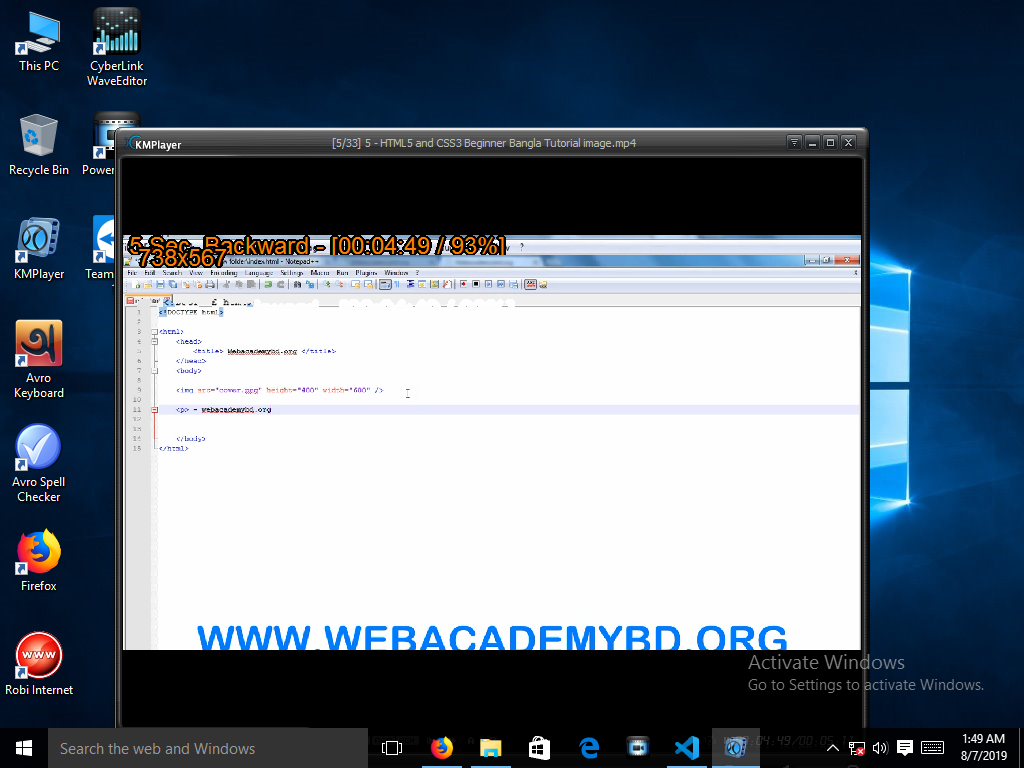 This PC
CyberLink
WaveEditor
Recycle Bin
KMPlayer
Avro
Keyboard
Avro Spell
Checker
Firefox
www
Robi Internet
KMPlayer
[5/33] 5 - HTML5 and CSS3 Beginner Bangla Tutorial image.mp4
5 Sec. Backward - [00:04:49 / 93%]
738x567
folder\index.html - Notepad++
File Edit Search View Encoding Language Settings Macro Run Plugins Window ?
1 <!DOCTYPE html>
2
3 <html>
4 <head>
5 <title> Webacademybd.org </title>
6 </head>
7 <body>
8
9 <img src="cover.jpg" height="400" width="600" />
10
11 <p> - webacademybd.org
12
13
14 </body>
15 </html>
WWW.WEBACADEMYBD.ORG
Activate Windows
Go to Settings to activate Windows.
Search the web and Windows
1:49 AM
8/7/2019